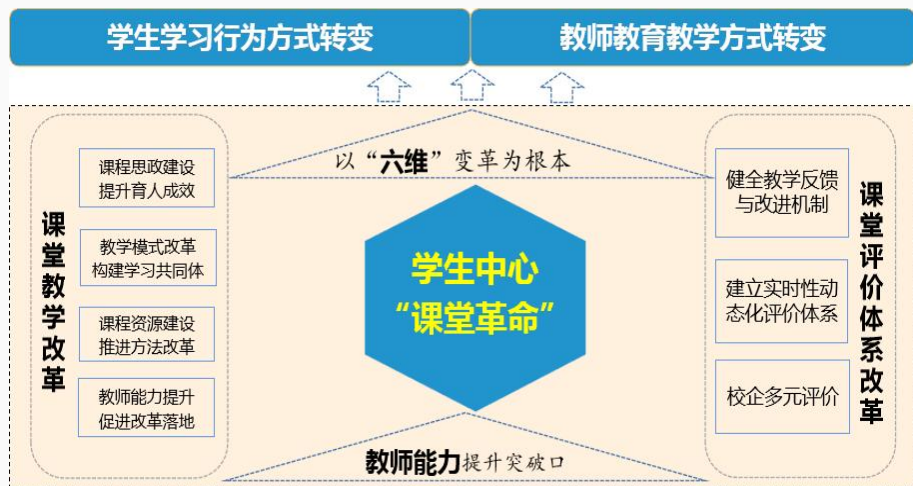 学生学习行为方式转变
教师教育教学方式转变
以“六维”变革为根本
课堂教学改革
课程思政建设
提升育人成效
教学模式改革
构建学习共同体
课程资源建设
推进方法改革
教师能力提升
促进改革落地
学生中心
“课堂革命”
教师能力提升突破口
健全教学反馈
与改进机制
建立实时性动
态化评价体系
校企多元评价
课堂评价体系改革